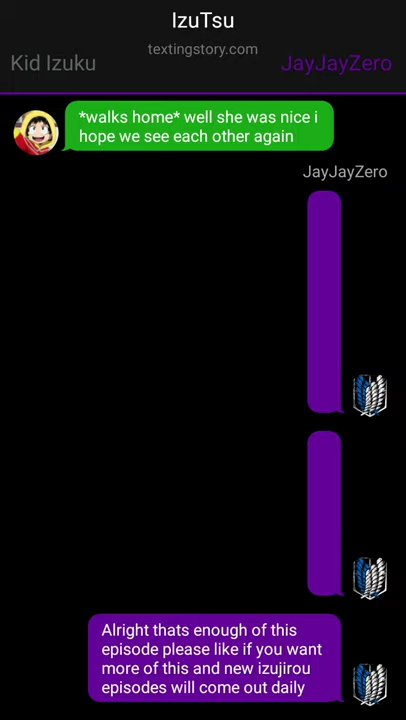 IzuTsu
textingstory.com
Kid Izuku
JayJayZero
*walks home* well she was nice i
hope we see each other again
JayJayZero
Alright thats enough of this
episode please like if you want
more of this and new izujirou
episodes will come out daily